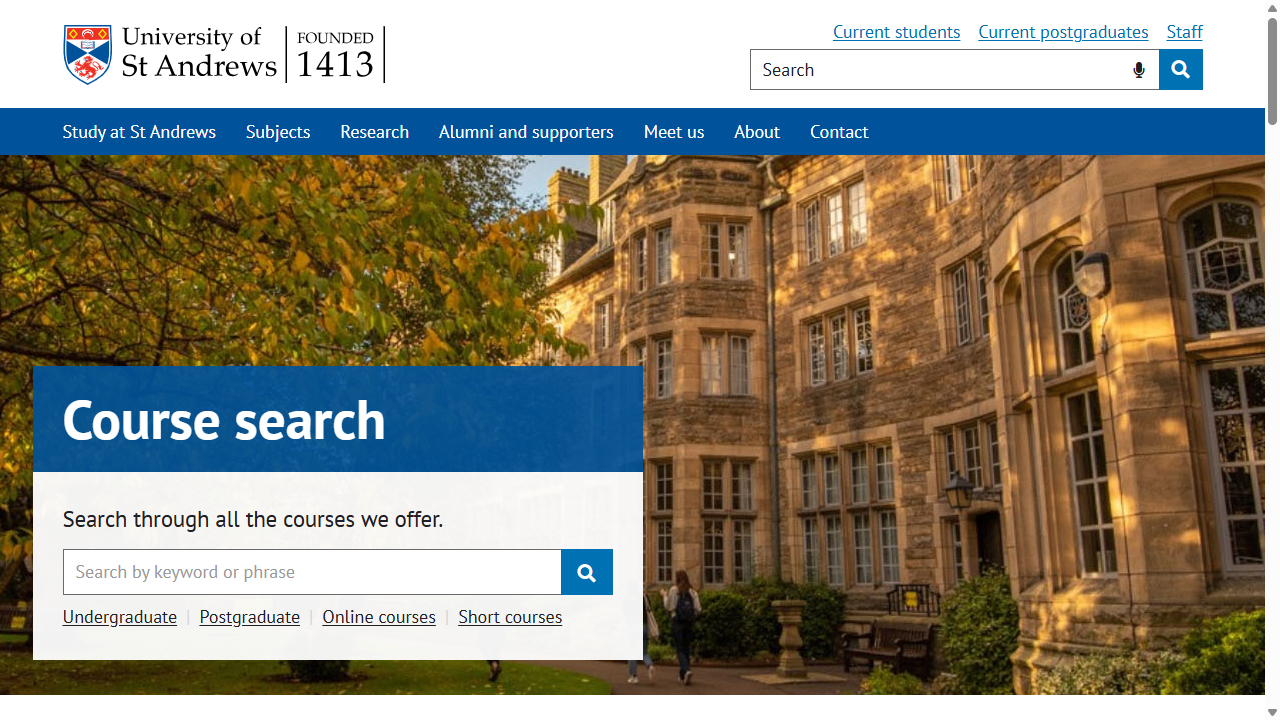 University of
St Andrews
FOUNDED
1413
Current students
Current postgraduates
Staff
Search
Study at St Andrews
Subjects
Research
Alumni and supporters
Meet us
About
Contact
Course search
Search through all the courses we offer.
Search by keyword or phrase
Undergraduate | Postgraduate | Online courses | Short courses